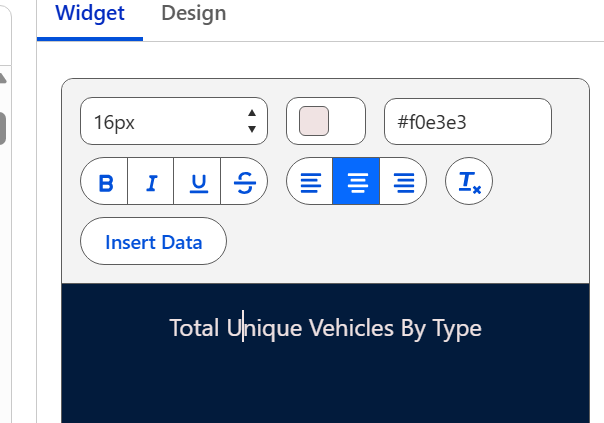 Widget Design
16px #f0e3e3
B I U S T
Insert Data
Total Unique Vehicles By Type